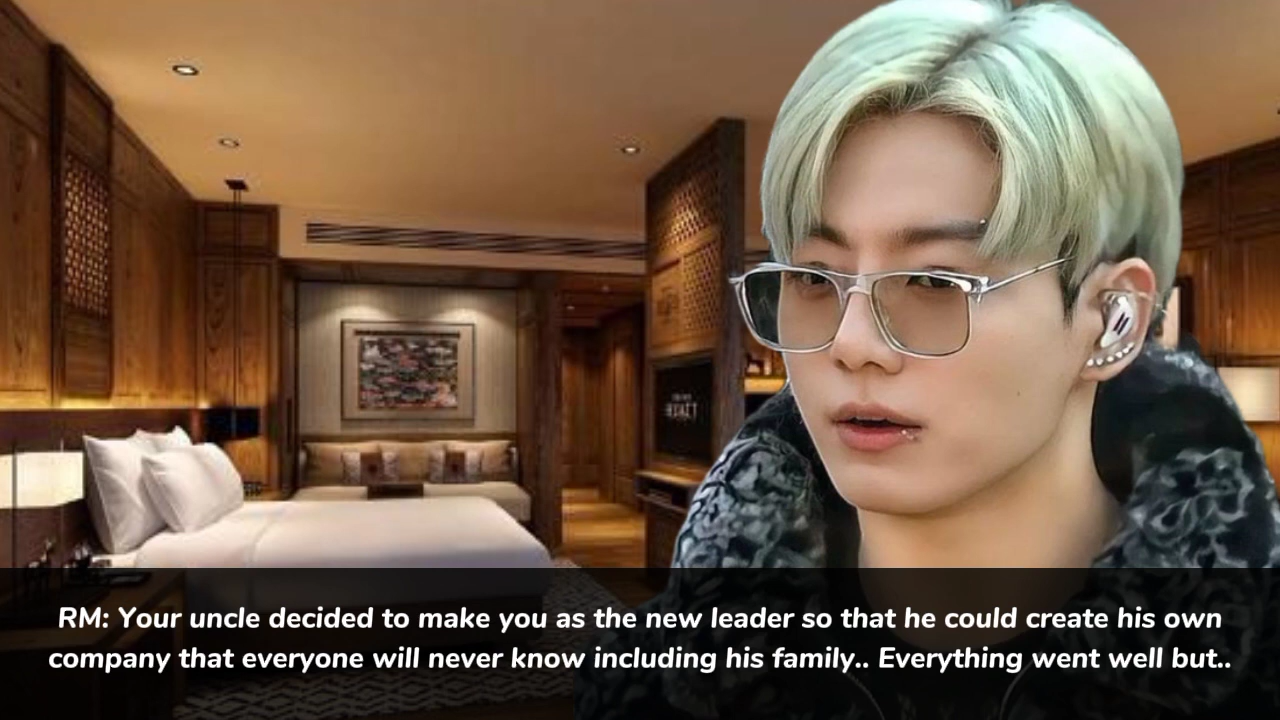 RM: Your uncle decided to make you as the new leader so that he could create his own
company that everyone will never know including his family.. Everything went well but..